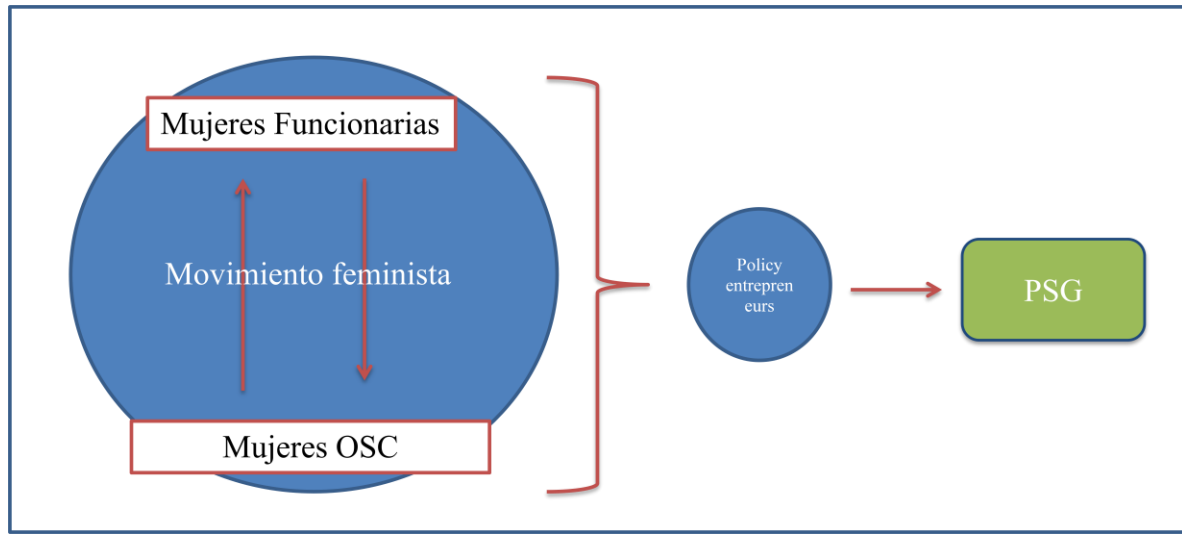 Mujeres Funcionarias
Movimiento feminista
Mujeres OSC
Policy
entrepren
eurs
PSG